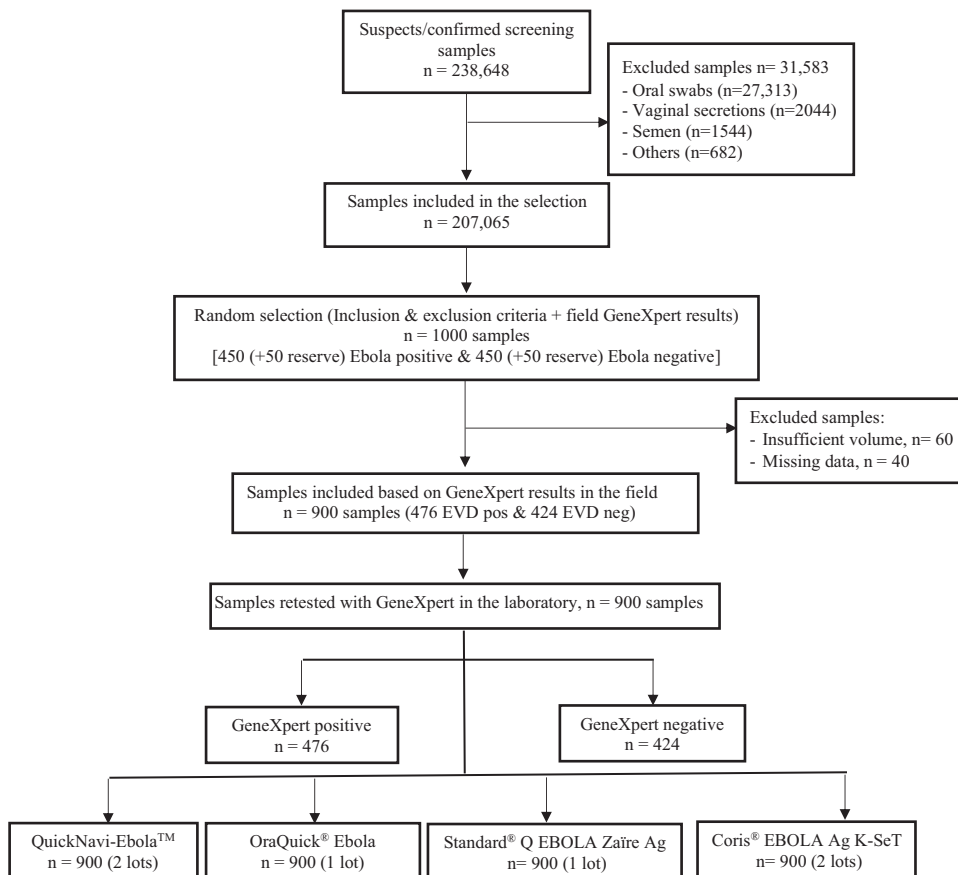 Suspects/confirmed screening
samples
n = 238,648
Excluded samples n= 31,583
- Oral swabs (n=27,313)
- Vaginal secretions (n=2044)
- Semen (n=1544)
- Others (n=682)
Samples included in the selection
n = 207,065
Random selection (Inclusion & exclusion criteria + field GeneXpert results)
n = 1000 samples
[450 (+50 reserve) Ebola positive & 450 (+50 reserve) Ebola negative]
Excluded samples:
- Insufficient volume, n= 60
- Missing data, n = 40
Samples included based on GeneXpert results in the field
n = 900 samples (476 EVD pos & 424 EVD neg)
Samples retested with GeneXpert in the laboratory, n = 900 samples
GeneXpert positive
n = 476
GeneXpert negative
n = 424
QuickNavi-Ebola™
n = 900 (2 lots)
OraQuick® Ebola
n = 900 (1 lot)
Standard® Q EBOLA Zaïre Ag
n= 900 (1 lot)
Coris® EBOLA Ag K-SeT
n= 900 (2 lots)